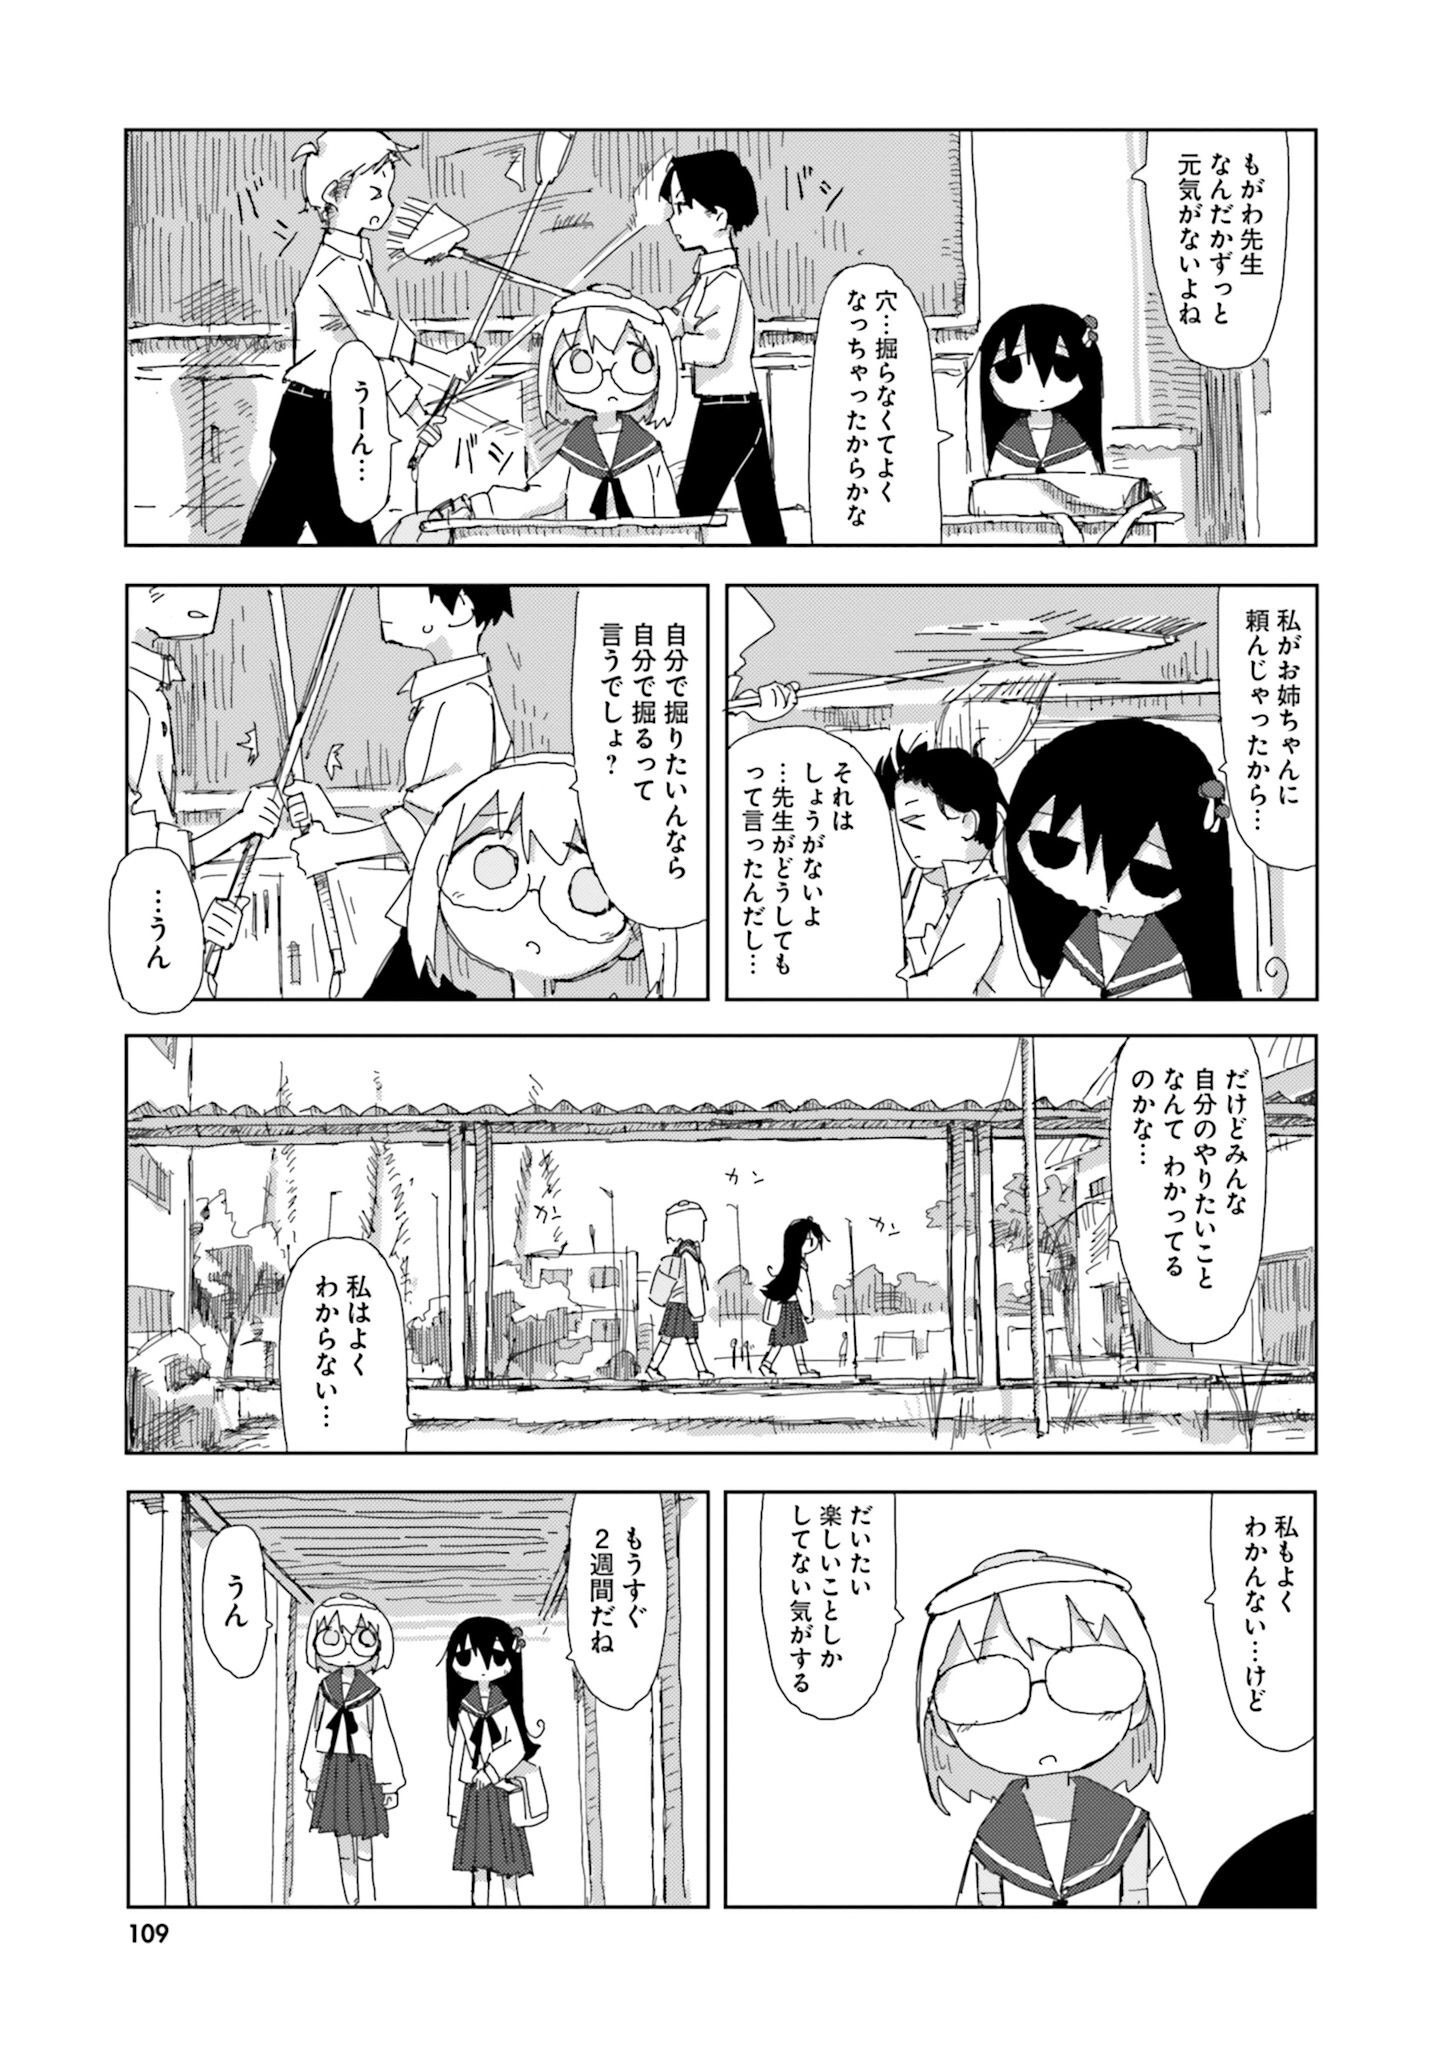 もがわ先生
なんだかずっと
元気がないよね
穴…掘らなくてよく
なっちゃったからかな
バシ
バシ
バシ
うーん…
私がお姉ちゃんに
頼んじゃったから…
それは
しょうがないよ
…先生がどうしても
って言ったんだし…
自分で掘りたいんなら
自分で掘るって
言うでしょ？
…うん
だけどみんな
自分のやりたいこと
なんて わかってる
のかな…
カン
カン
カン
私はよく
わからない…
私もよく
わかんない…けど
だいたい
楽しいことしか
してない気がする
もうすぐ
2週間だね
うん
109